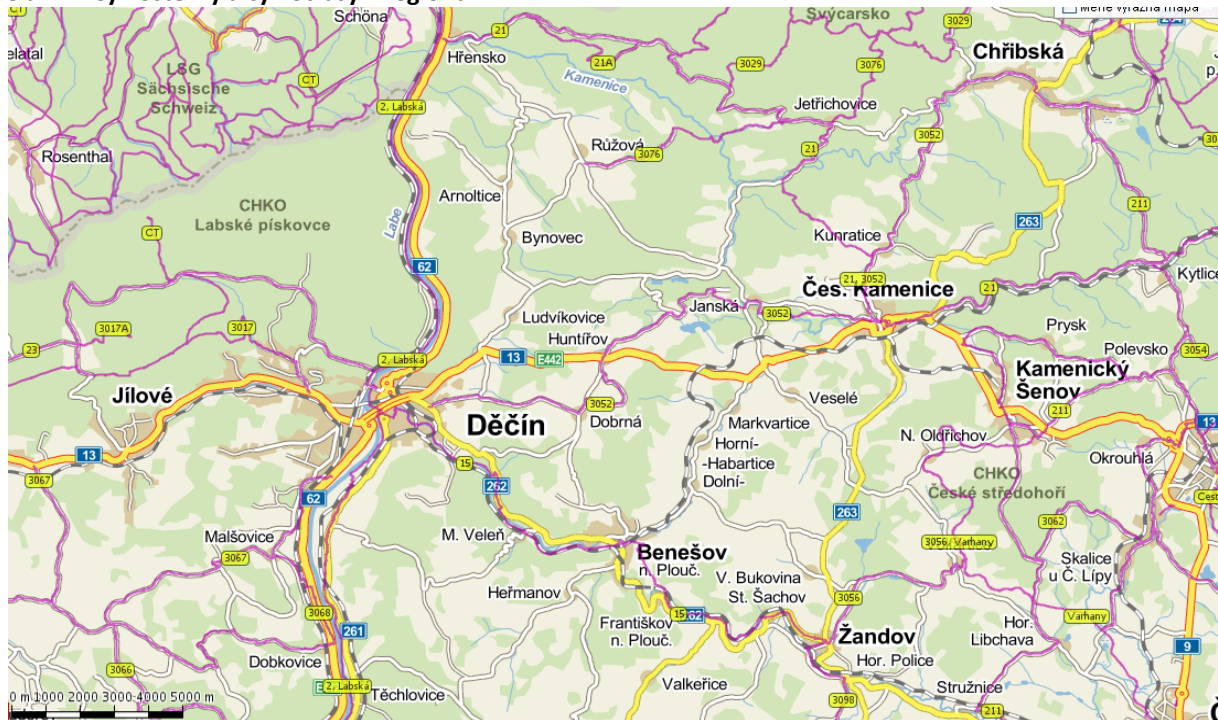 Schöna
Švýcarsko
Méně výrazná mapa
CT
21
3029
Chřibská
Hřensko
21A
3029
3076
LSG
Sächsische
Schweiz
CT
Kamenice
2, Labská
Jetřichovice
3052
Růžová
3076
21
Rosenthal
Arnoltice
CHKO
Labské pískovce
211
263
Labe
CT
Bynovec
Kunratice
62
Kytlice
21, 3052
Čes. Kamenice
21
Janská
3052
Ludvíkovice
Huntířov
Prysk
3017A
3017
23
2, Labská
13
E442
Polevsko
3054
Kamenický
Šenov
Jílové
Veselé
3052
Dobrná
211
Děčín
Markvartice
13
Horní-
-Habartice
Dolní-
N. Oldřichov
13
15
Okrouhlá
CHKO
České středohoří
3067
262
62
263
3062
M. Veleň
Malšovice
3067
3056, Varhany
Benešov
n. Plouč.
Skalice
u Č. Lípy
V. Bukovina
St. Šachov
Heřmanov
3056
3068
15
262
Varhany
Františkov
n. Plouč.
261
Hor.
Libchava
Žandov
9
Dobkovice
3066
Hor. Police
Valkeřice
Stružnice
2, Labská
Těchlovice
3098
211
0 m 1000 2000 3000 4000 5000 m